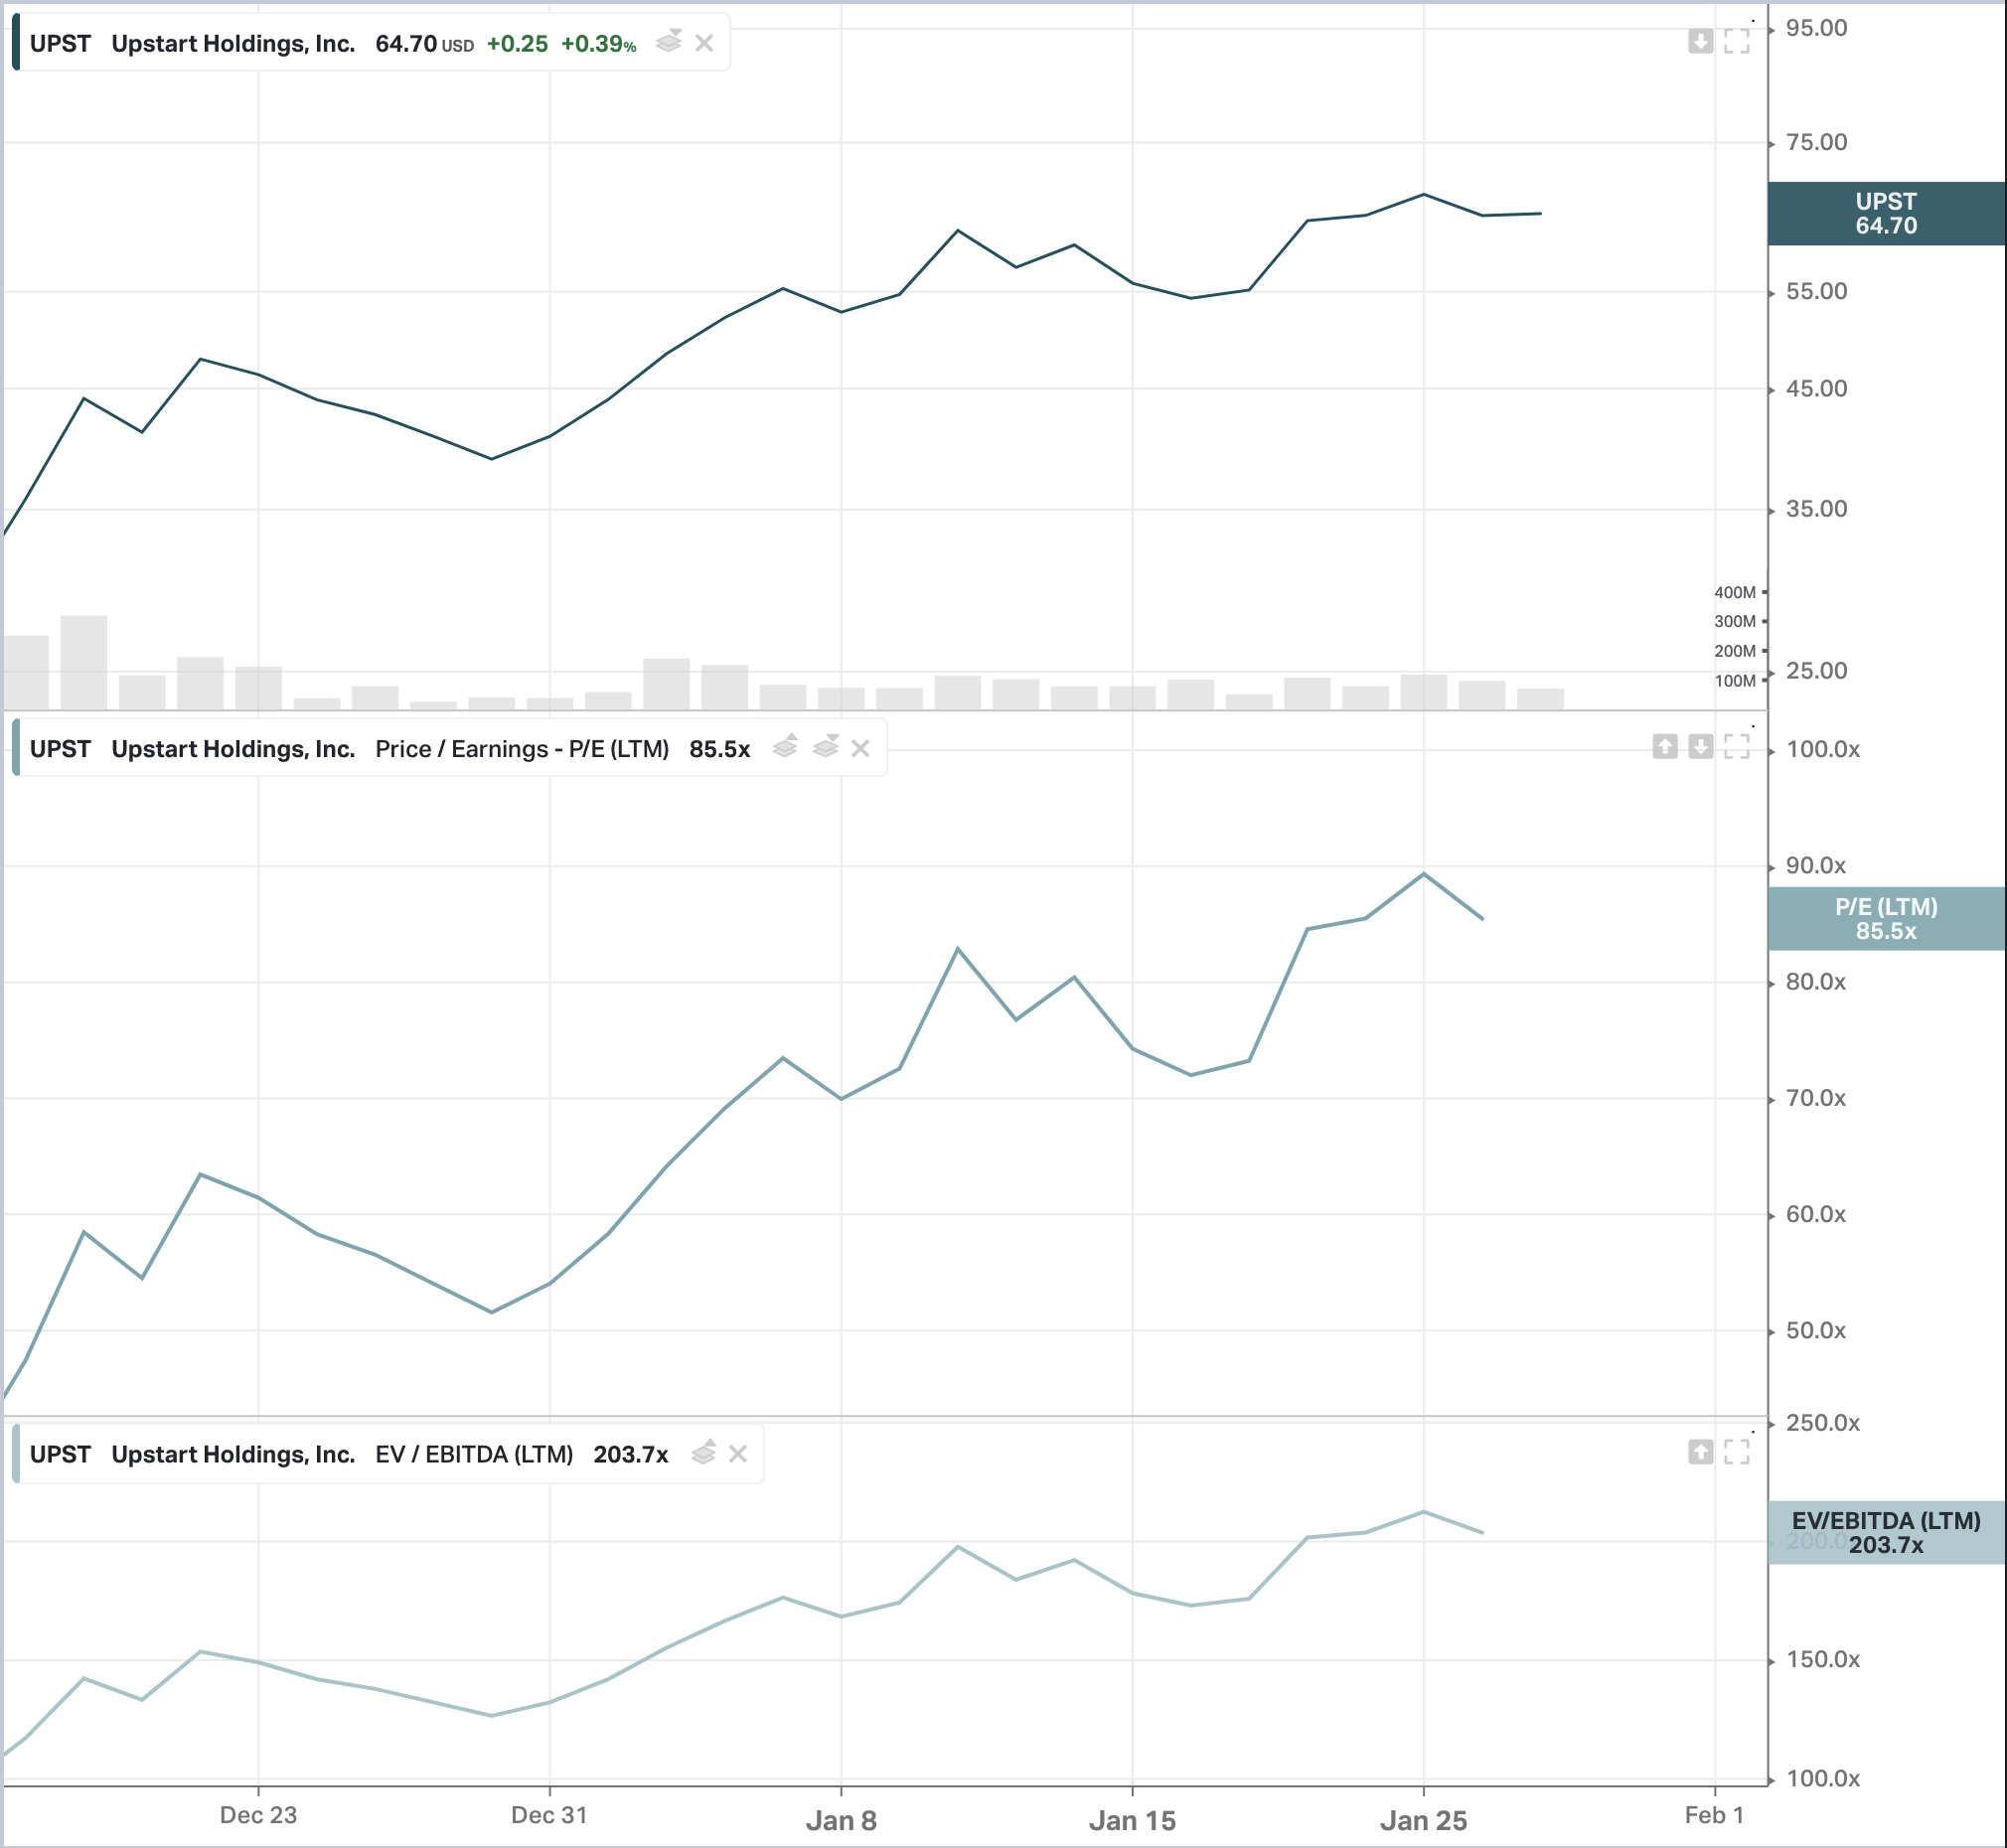 UPST Upstart Holdings, Inc. 64.70 USD +0.25 +0.39%
95.00
75.00
UPST
64.70
55.00
45.00
35.00
400M
300M
200M
25.00
100M
UPST Upstart Holdings, Inc. Price / Earnings - P/E (LTM) 85.5x
100.0x
90.0x
P/E (LTM)
85.5x
80.0x
70.0x
60.0x
50.0x
250.0x
UPST Upstart Holdings, Inc. EV / EBITDA (LTM) 203.7x
EV/EBITDA (LTM)
203.7x
150.0x
100.0x
Dec 23 Dec 31 Jan 8 Jan 15 Jan 25 Feb 1